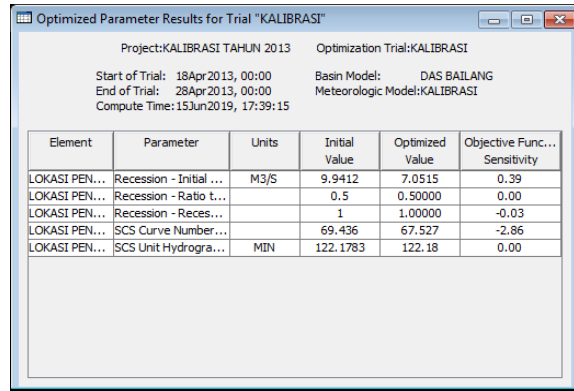 Optimized Parameter Results for Trial "KALIBRASI"
Project:KALIBRASI TAHUN 2013 Optimization Trial:KALIBRASI
Start of Trial: 18Apr2013, 00:00 Basin Model: DAS BAILANG
End of Trial: 28Apr2013, 00:00 Meteorologic Model:KALIBRASI
Compute Time:15Jun2019, 17:39:15
Element Parameter Units Initial Value Optimized Value Objective Func... Sensitivity
LOKASI PEN... Recession - Initial ... M3/S 9.9412 7.0515 0.39
LOKASI PEN... Recession - Ratio t... 0.5 0.50000 0.00
LOKASI PEN... Recession - Reces... 1 1.00000 -0.03
LOKASI PEN... SCS Curve Number... 69.436 67.527 -2.86
LOKASI PEN... SCS Unit Hydrogra... MIN 122.1783 122.18 0.00